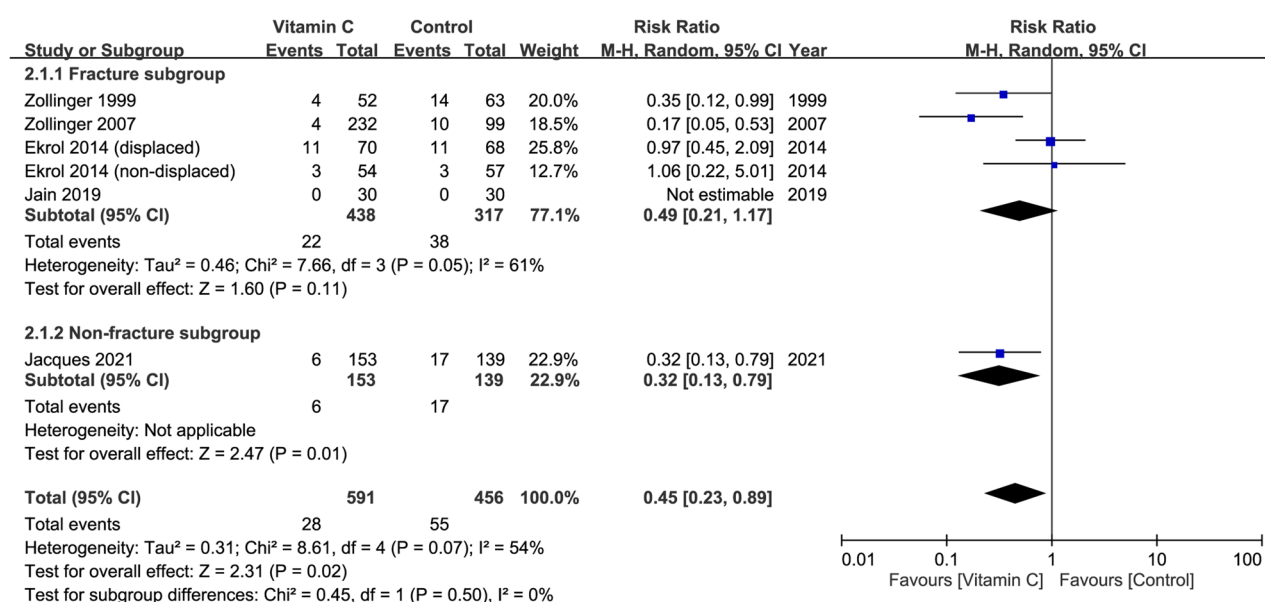 Vitamin C Control Risk Ratio Risk Ratio
Study or Subgroup Events Total Events Total Weight M-H, Random, 95% CI Year M-H, Random, 95% CI
2.1.1 Fracture subgroup
Zollinger 1999 4 52 14 63 20.0% 0.35 [0.12, 0.99] 1999
Zollinger 2007 4 232 10 99 18.5% 0.17 [0.05, 0.53] 2007
Ekrol 2014 (displaced) 11 70 11 68 25.8% 0.97 [0.45, 2.09] 2014
Ekrol 2014 (non-displaced) 3 54 3 57 12.7% 1.06 [0.22, 5.01] 2014
Jain 2019 0 30 0 30 Not estimable 2019
Subtotal (95% CI) 438 317 77.1% 0.49 [0.21, 1.17]
Total events 22 38
Heterogeneity: Tau² = 0.46; Chi² = 7.66, df = 3 (P = 0.05); I² = 61%
Test for overall effect: Z = 1.60 (P = 0.11)
2.1.2 Non-fracture subgroup
Jacques 2021 6 153 17 139 22.9% 0.32 [0.13, 0.79] 2021
Subtotal (95% CI) 153 139 22.9% 0.32 [0.13, 0.79]
Total events 6 17
Heterogeneity: Not applicable
Test for overall effect: Z = 2.47 (P = 0.01)
Total (95% CI) 591 456 100.0% 0.45 [0.23, 0.89]
Total events 28 55
Heterogeneity: Tau² = 0.31; Chi² = 8.61, df = 4 (P = 0.07); I² = 54%
Test for overall effect: Z = 2.31 (P = 0.02)
Test for subgroup differences: Chi² = 0.45, df = 1 (P = 0.50), I² = 0%
0.01 0.1 1 10 100
Favours [Vitamin C] Favours [Control]